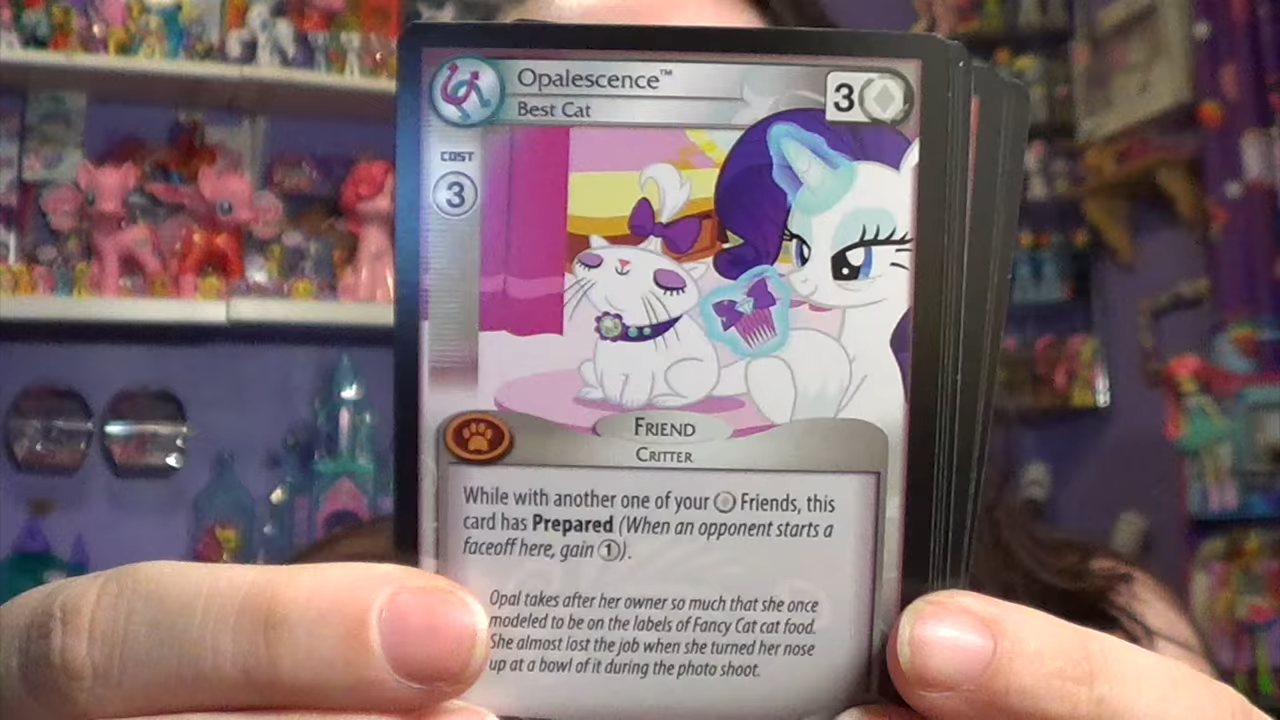 Opalescence™
Best Cat
3
COST
3
FRIEND
CRITTER
While with another one of your Friends, this
card has Prepared (When an opponent starts a
faceoff here, gain 1).
Opal takes after her owner so much that she once
modeled to be on the labels of Fancy Cat cat food.
She almost lost the job when she turned her nose
up at a bowl of it during the photo shoot.